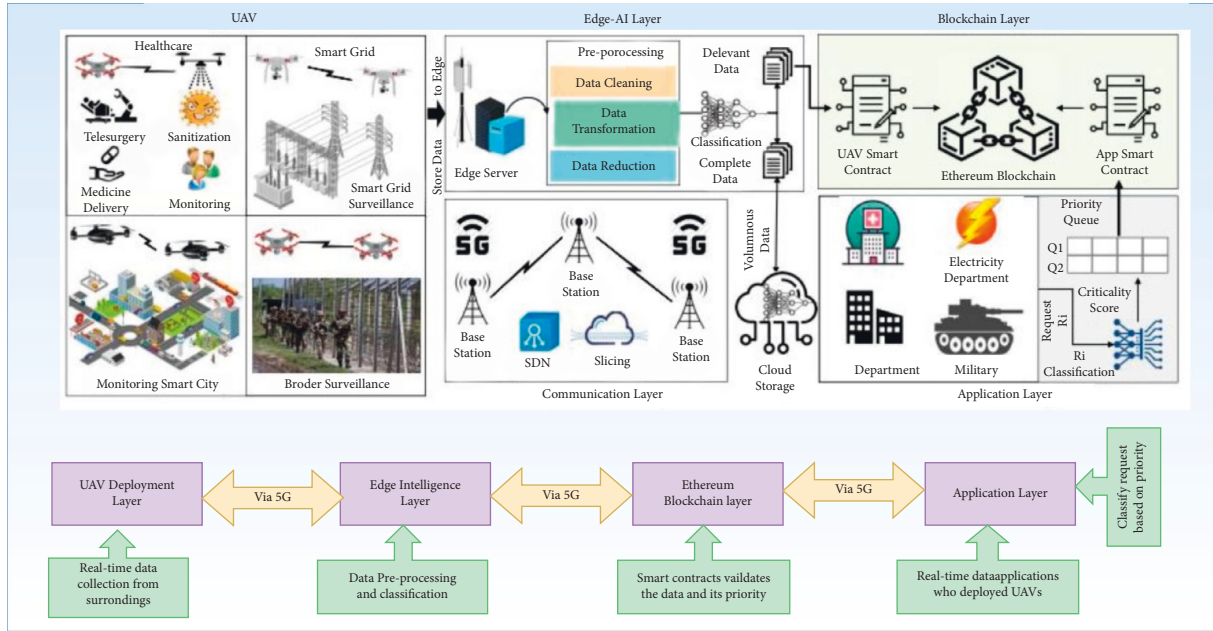 UAV
Edge-AI Layer
Blockchain Layer
Healthcare
Telesurgery
Sanitization
Medicine
Delivery
Monitoring
Smart Grid
Smart Grid
Surveillance
Monitoring Smart City
Broder Surveillance
Store Data to Edge
Edge Server
Pre-porocessing
Data Cleaning
Data
Transformation
Data Reduction
Classification
Delevant
Data
Complete
Data
Volumnous
Data
Cloud
Storage
5G
5G
Base
Station
Base
Station
Base
Station
SDN
Slicing
Communication Layer
UAV Smart
Contract
Ethereum Blockchain
App Smart
Contract
Priority
Queue
Q1
Q2
Electricity
Department
Criticality
Score
Request
Ri
Ri
Classification
Department
Military
Application Layer
UAV Deployment
Layer
Via 5G
Edge Intelligence
Layer
Via 5G
Ethereum
Blockchain layer
Via 5G
Application Layer
Classify request
based on priority
Real-time data
collection from
surrondings
Data Pre-processing
and classification
Smart contracts vaildates
the data and its priority
Real-time dataapplications
who deployed UAVs